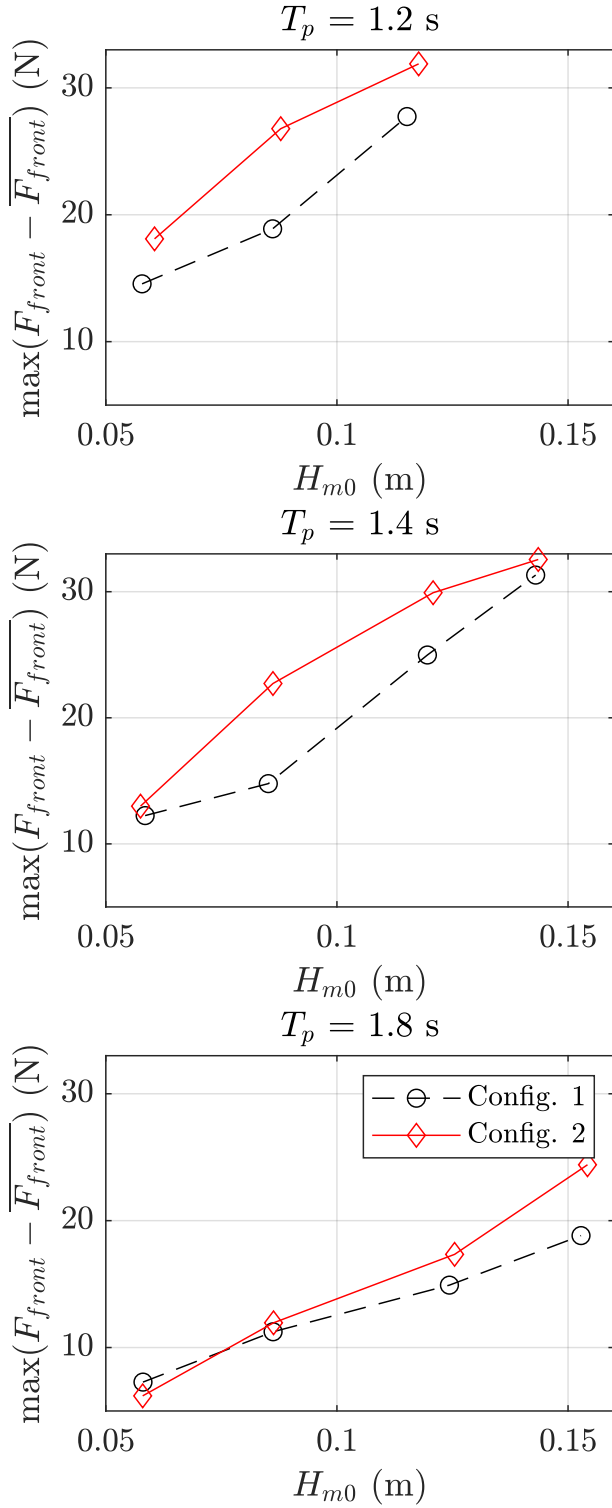 T_p = 1.2 s
max(F_front − F̅_front) (N)
30
20
10
0.05 0.1 0.15
H_m0 (m)
T_p = 1.4 s
max(F_front − F̅_front) (N)
30
20
10
0.05 0.1 0.15
H_m0 (m)
T_p = 1.8 s
max(F_front − F̅_front) (N)
30
Config. 1
Config. 2
20
10
0.05 0.1 0.15
H_m0 (m)